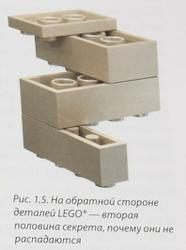 Рис. 1.5. На обратной стороне
деталей LEGO® — вторая
половина секрета, почему они не
распадаются